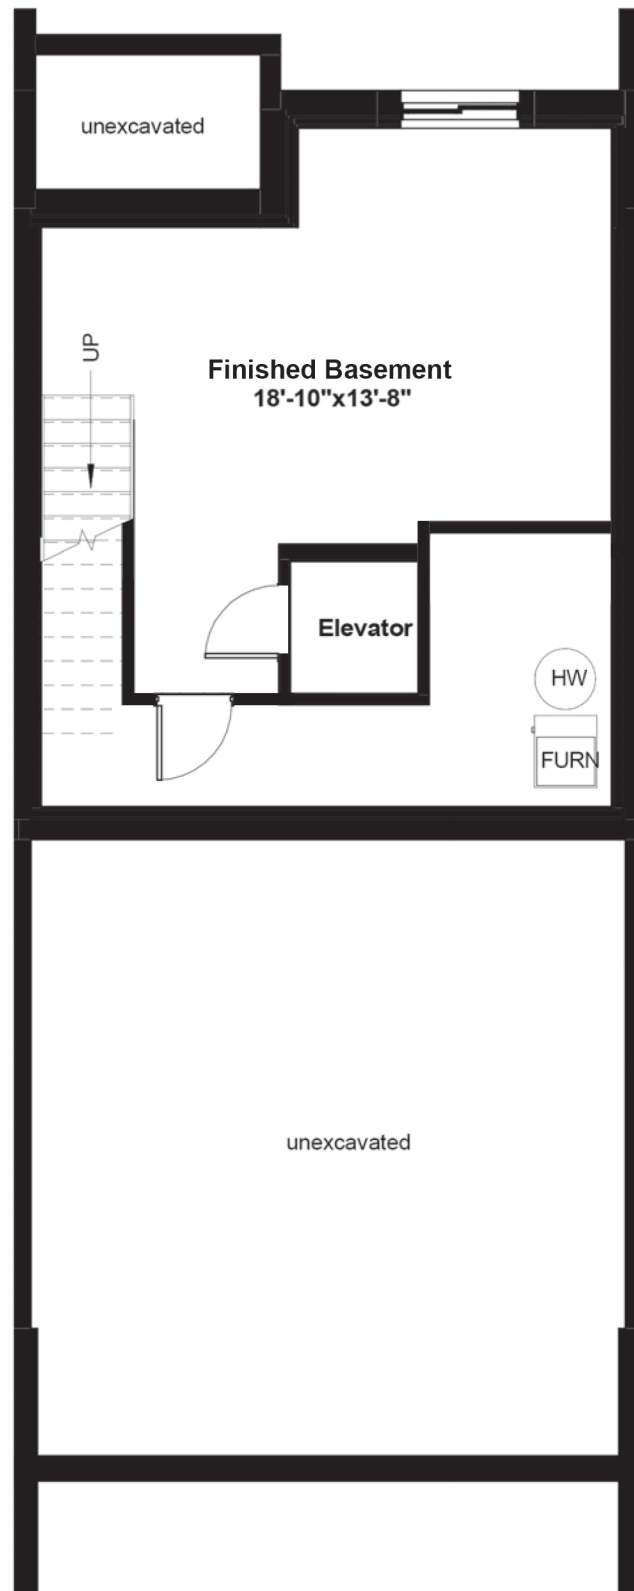 unexcavated
UP
Finished Basement
18'-10"x13'-8"
Elevator
HW
FURN
unexcavated